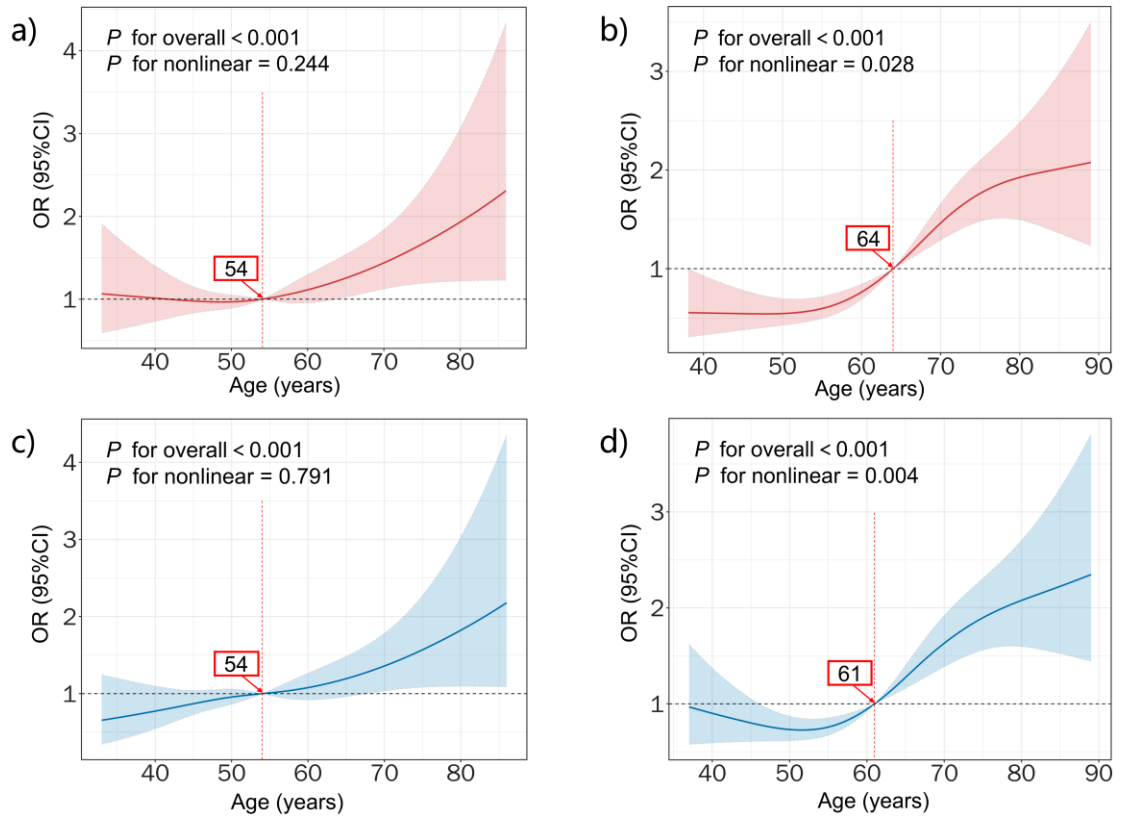 a)
P for overall < 0.001
P for nonlinear = 0.244
OR (95%CI)
4
3
2
1
54
40 50 60 70 80
Age (years)
b)
P for overall < 0.001
P for nonlinear = 0.028
OR (95%CI)
3
2
1
64
40 50 60 70 80 90
Age (years)
c)
P for overall < 0.001
P for nonlinear = 0.791
OR (95%CI)
4
3
2
1
54
40 50 60 70 80
Age (years)
d)
P for overall < 0.001
P for nonlinear = 0.004
OR (95%CI)
3
2
1
61
40 50 60 70 80 90
Age (years)